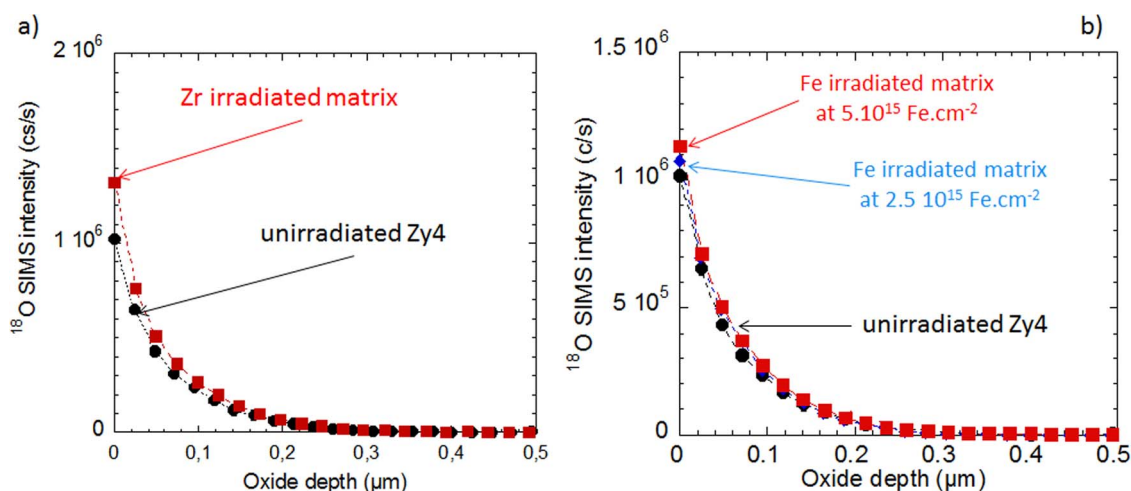 a)
2 10⁶
Zr irradiated matrix
1 10⁶
unirradiated Zy4
0
0 0,1 0,2 0,3 0,4 0,5
¹⁸O SIMS intensity (cs/s)
Oxide depth (µm)
b)
1.5 10⁶
Fe irradiated matrix
at 5.10¹⁵ Fe.cm⁻²
1 10⁶
Fe irradiated matrix
at 2.5 10¹⁵ Fe.cm⁻²
5 10⁵
unirradiated Zy4
0 10⁰
0 0.1 0.2 0.3 0.4 0.5
¹⁸O SIMS intensity (c/s)
Oxide depth (µm)